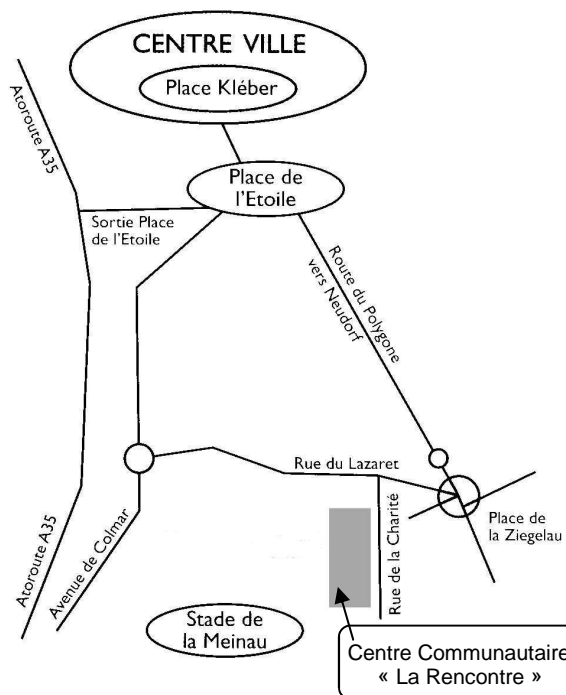 CENTRE VILLE
Place Kléber
Atoroute A35
Place de
l'Etoile
Sortie Place
de l'Etoile
Route du Polygone
vers Neudorf
Rue du Lazaret
Place de
la Ziegelau
Rue de la Charité
Atoroute A35
Avenue de Colmar
Stade de
la Meinau
Centre Communautaire
« La Rencontre »